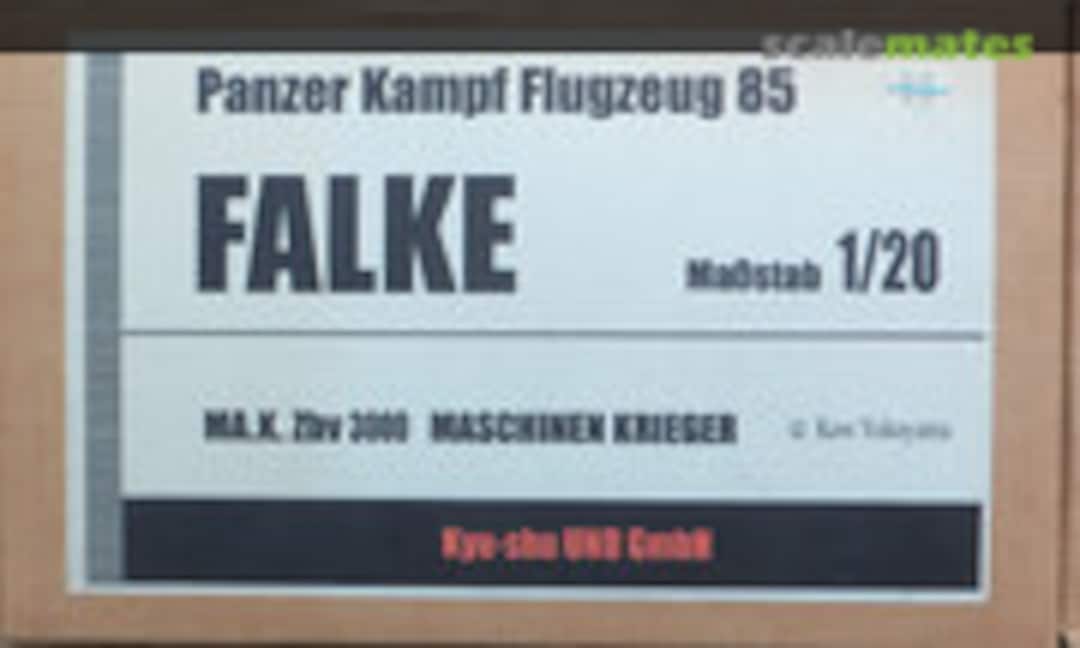 scalemates
Panzer Kampf Flugzeug 85
FALKE
Maßstab 1/20
MA.K. Zbv 3000 MASCHINEN KRIEGER © Kow Yokoyama
Kyo-shu UND GmbH